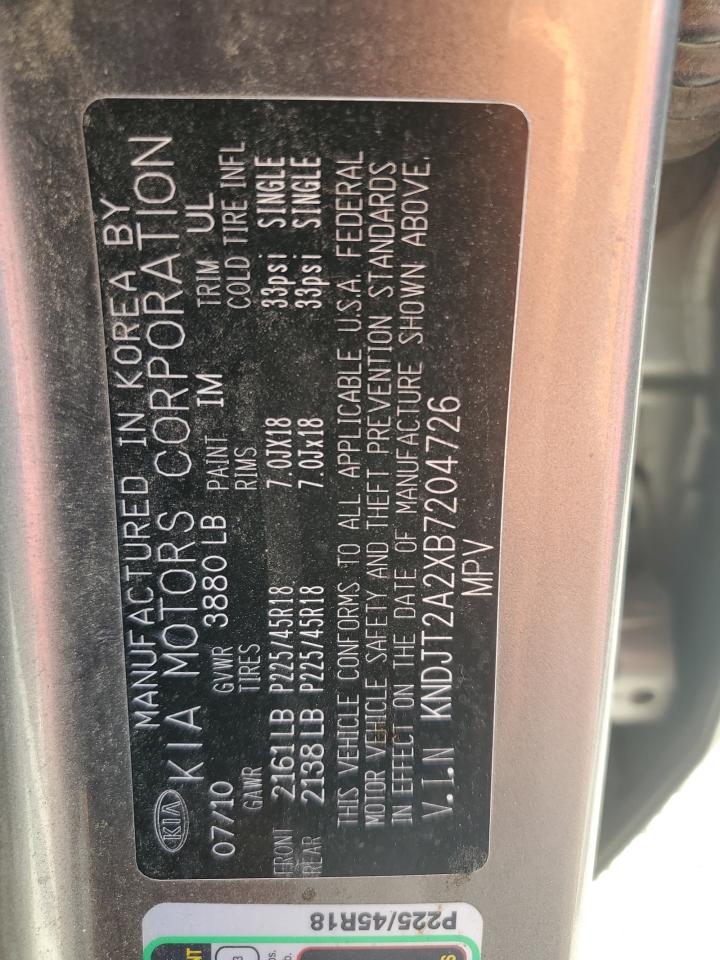 MANUFACTURED IN KOREA BY
KIA KIA MOTORS CORPORATION
07/10 GVWR 3880 LB PAINT IM TRIM UL
GAWR TIRES RIMS COLD TIRE INFL
FRONT 2161LB P225/45R18 7.0JX18 33psi SINGLE
REAR 2138LB P225/45R18 7.0Jx18 33psi SINGLE
THIS VEHICLE CONFORMS TO ALL APPLICABLE U.S.A. FEDERAL
MOTOR VEHICLE SAFETY AND THEFT PREVENTION STANDARDS
IN EFFECT ON THE DATE OF MANUFACTURE SHOWN ABOVE.
V.I.N KNDJT2A2XB7204726
MPV
P225/45R18